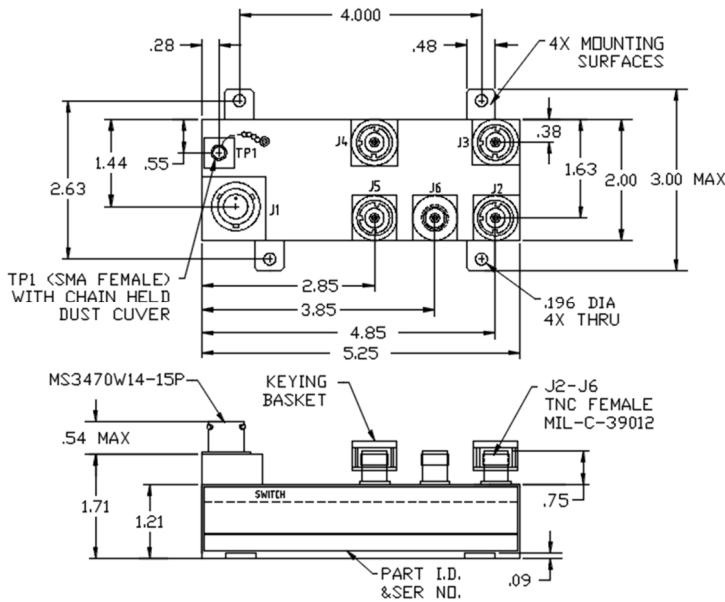 4.000
.28
.48
4X MOUNTING
SURFACES
J4
J3
.38
TP1
1.44
.55
2.63
1.63
2.00
3.00 MAX
J1
J5
J6
J2
TP1 (SMA FEMALE)
WITH CHAIN HELD
DUST CUVER
2.85
3.85
4.85
5.25
.196 DIA
4X THRU
MS3470W14-15P
KEYING
BASKET
J2-J6
TNC FEMALE
MIL-C-39012
.54 MAX
1.71
1.21
SWITCH
.75
.09
PART I.D.
&SER NO.